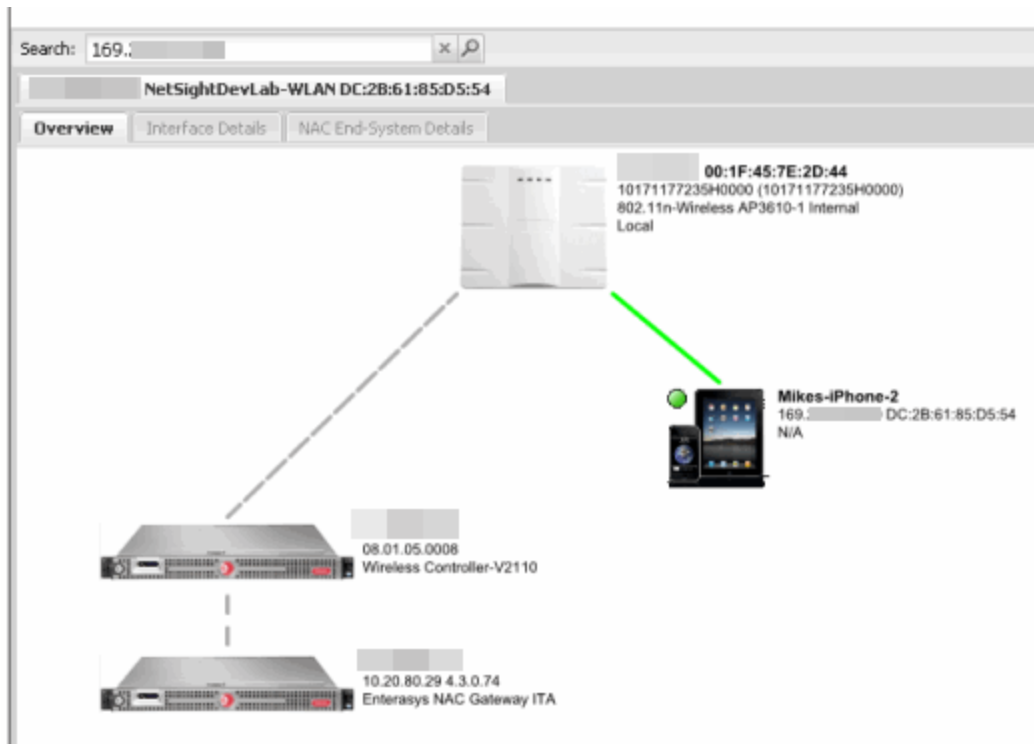 Search: 169.
NetSightDevLab-WLAN DC:2B:61:85:D5:54
Overview Interface Details NAC End-System Details
00:1F:45:7E:2D:44
10171177235H0000 (10171177235H0000)
802.11n-Wireless AP3610-1 Internal
Local
Mikes-iPhone-2
169. DC:2B:61:85:D5:54
N/A
08.01.05.0008
Wireless Controller-V2110
10.20.80.29 4.3.0.74
Enterasys NAC Gateway ITA